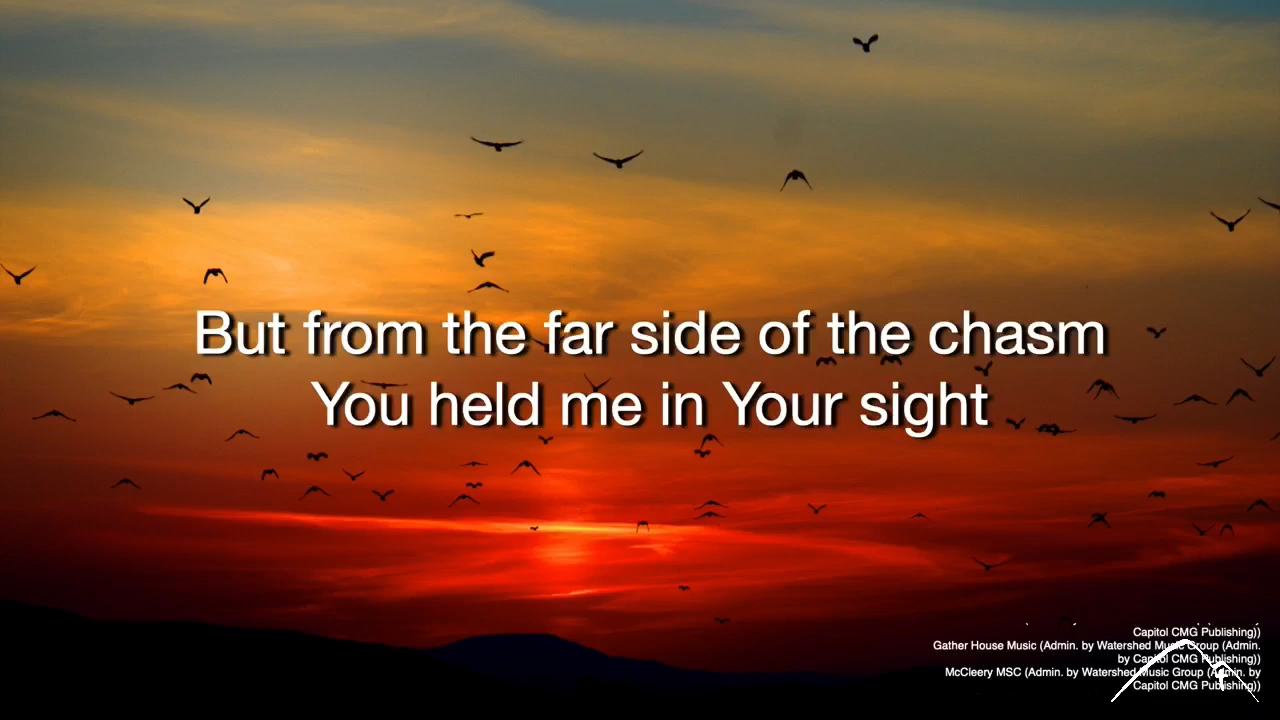 But from the far side of the chasm
You held me in Your sight
Capitol CMG Publishing))
Gather House Music (Admin. by Watershed Music Group (Admin.
by Capitol CMG Publishing))
McCleery MSC (Admin. by Watershed Music Group (Admin. by
Capitol CMG Publishing))